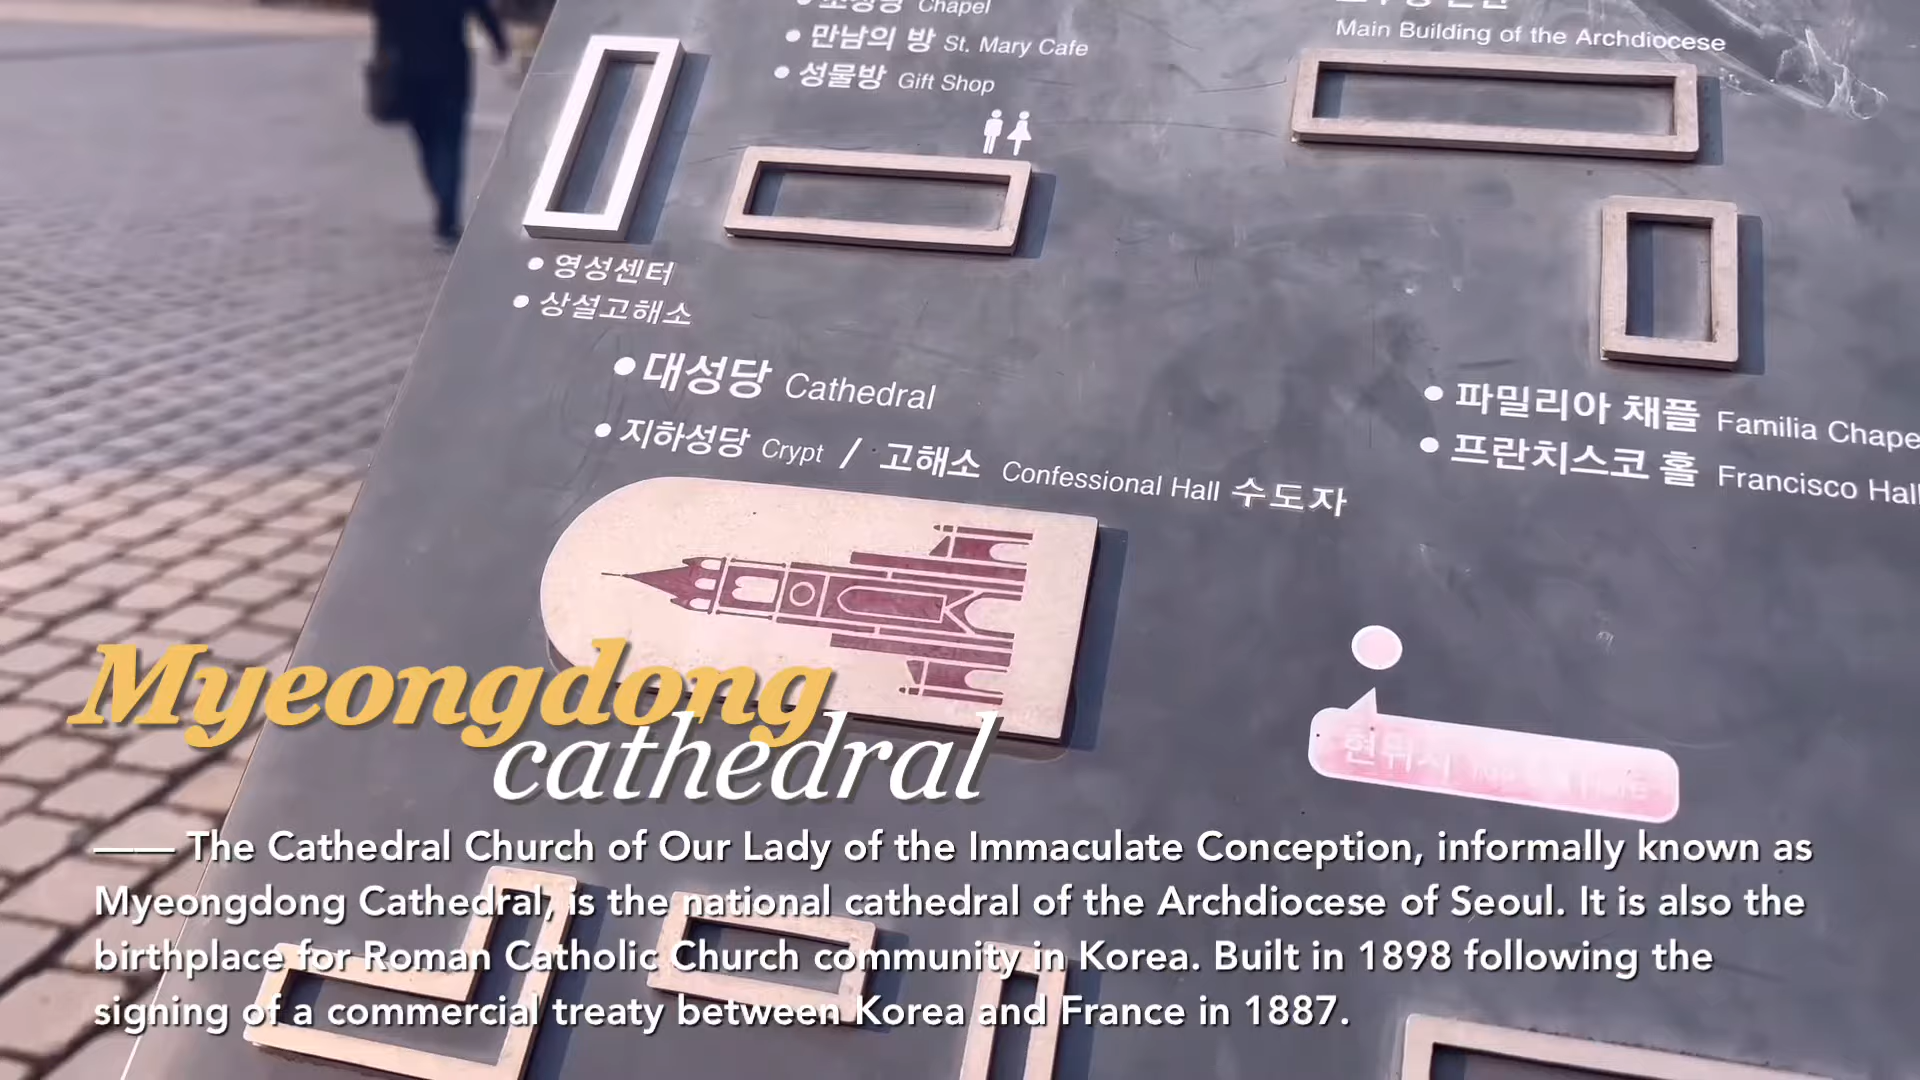 Chapel
만남의 방 St. Mary Cafe
성물방 Gift Shop
Main Building of the Archdiocese
영성센터
상설고해소
대성당 Cathedral
지하성당 Crypt / 고해소 Confessional Hall 수도자
파밀리아 채플 Familia Chape
프란치스코 홀 Francisco Hall
현위치
Myeongdong
cathedral
—— The Cathedral Church of Our Lady of the Immaculate Conception, informally known as
Myeongdong Cathedral, is the national cathedral of the Archdiocese of Seoul. It is also the
birthplace for Roman Catholic Church community in Korea. Built in 1898 following the
signing of a commercial treaty between Korea and France in 1887.